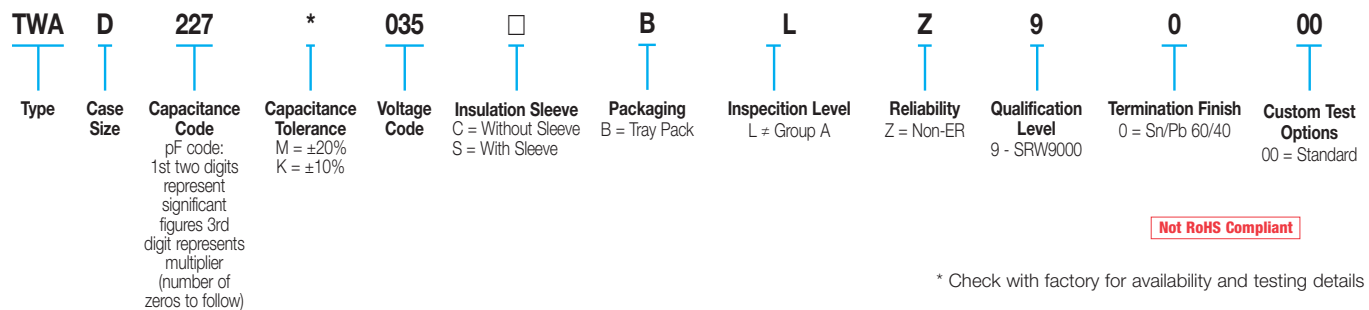 TWA D 227 * 035 □ B L Z 9 0 00
Type
Case
Size
Capacitance
Code
pF code:
1st two digits
represent
significant
figures 3rd
digit represents
multiplier
(number of
zeros to follow)
Capacitance
Tolerance
M = ±20%
K = ±10%
Voltage
Code
Insulation Sleeve
C = Without Sleeve
S = With Sleeve
Packaging
B = Tray Pack
Inspecition Level
L ≠ Group A
Reliability
Z = Non-ER
Qualification
Level
9 - SRW9000
Termination Finish
0 = Sn/Pb 60/40
Custom Test
Options
00 = Standard
Not RoHS Compliant
* Check with factory for availability and testing details